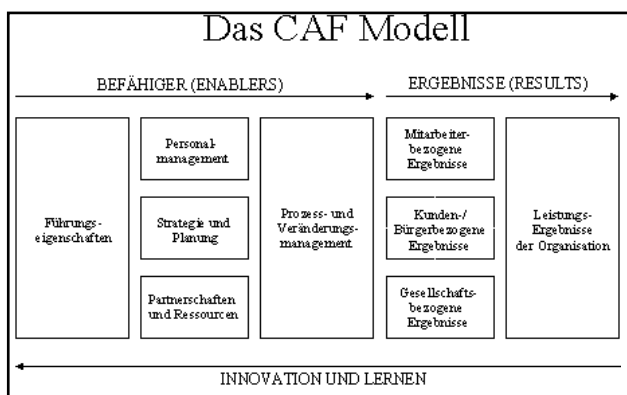 Das CAF Modell
BEFÄHIGER (ENABLERS)
ERGEBNISSE (RESULTS)
Führungs-
eigenschaften
Personal-
management
Strategie und
Planung
Partnerschaften
und Ressourcen
Prozess- und
Veränderungs-
management
Mitarbeiter-
bezogene
Ergebnisse
Kunden-/
Bürgerbezogene
Ergebnisse
Gesellschafts-
bezogene
Ergebnisse
Leistungs-
Ergebnisse
der Organisation
INNOVATION UND LERNEN